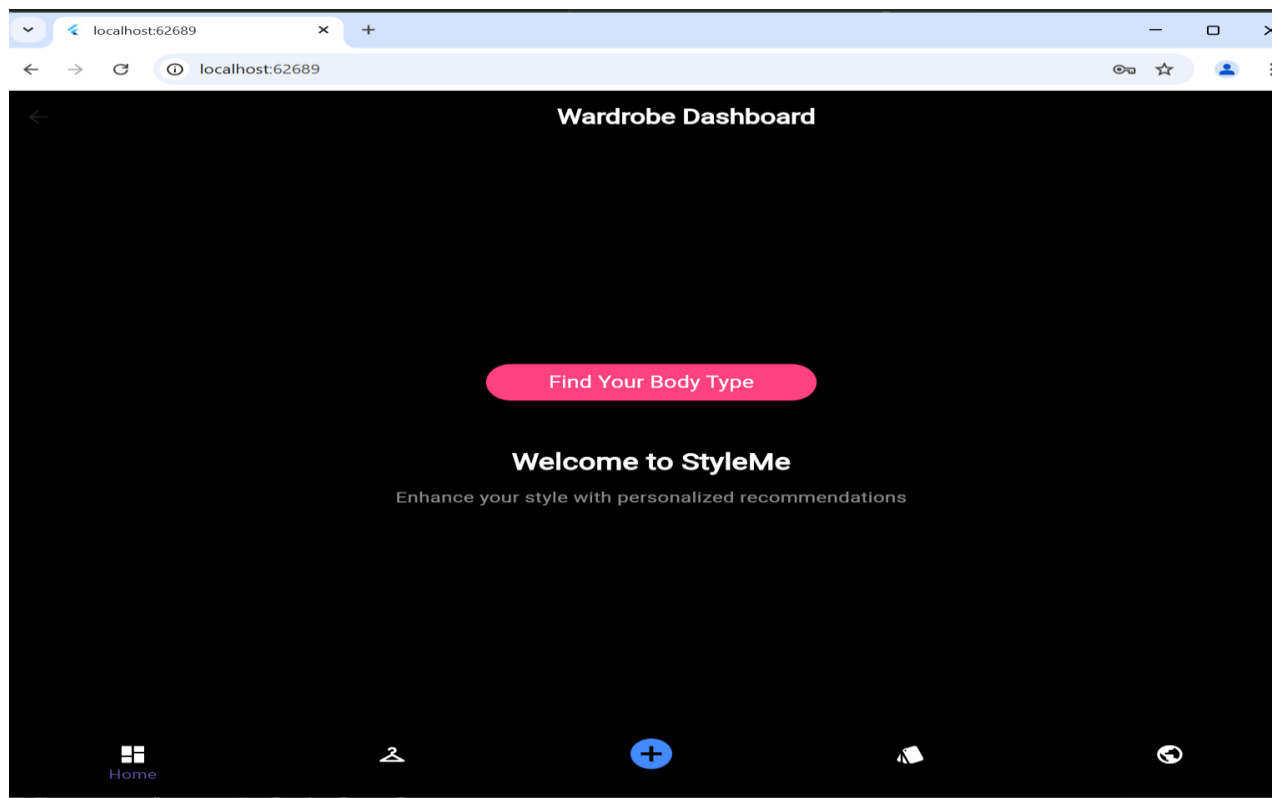 localhost:62689
localhost:62689
Wardrobe Dashboard
Find Your Body Type
Welcome to StyleMe
Enhance your style with personalized recommendations
Home